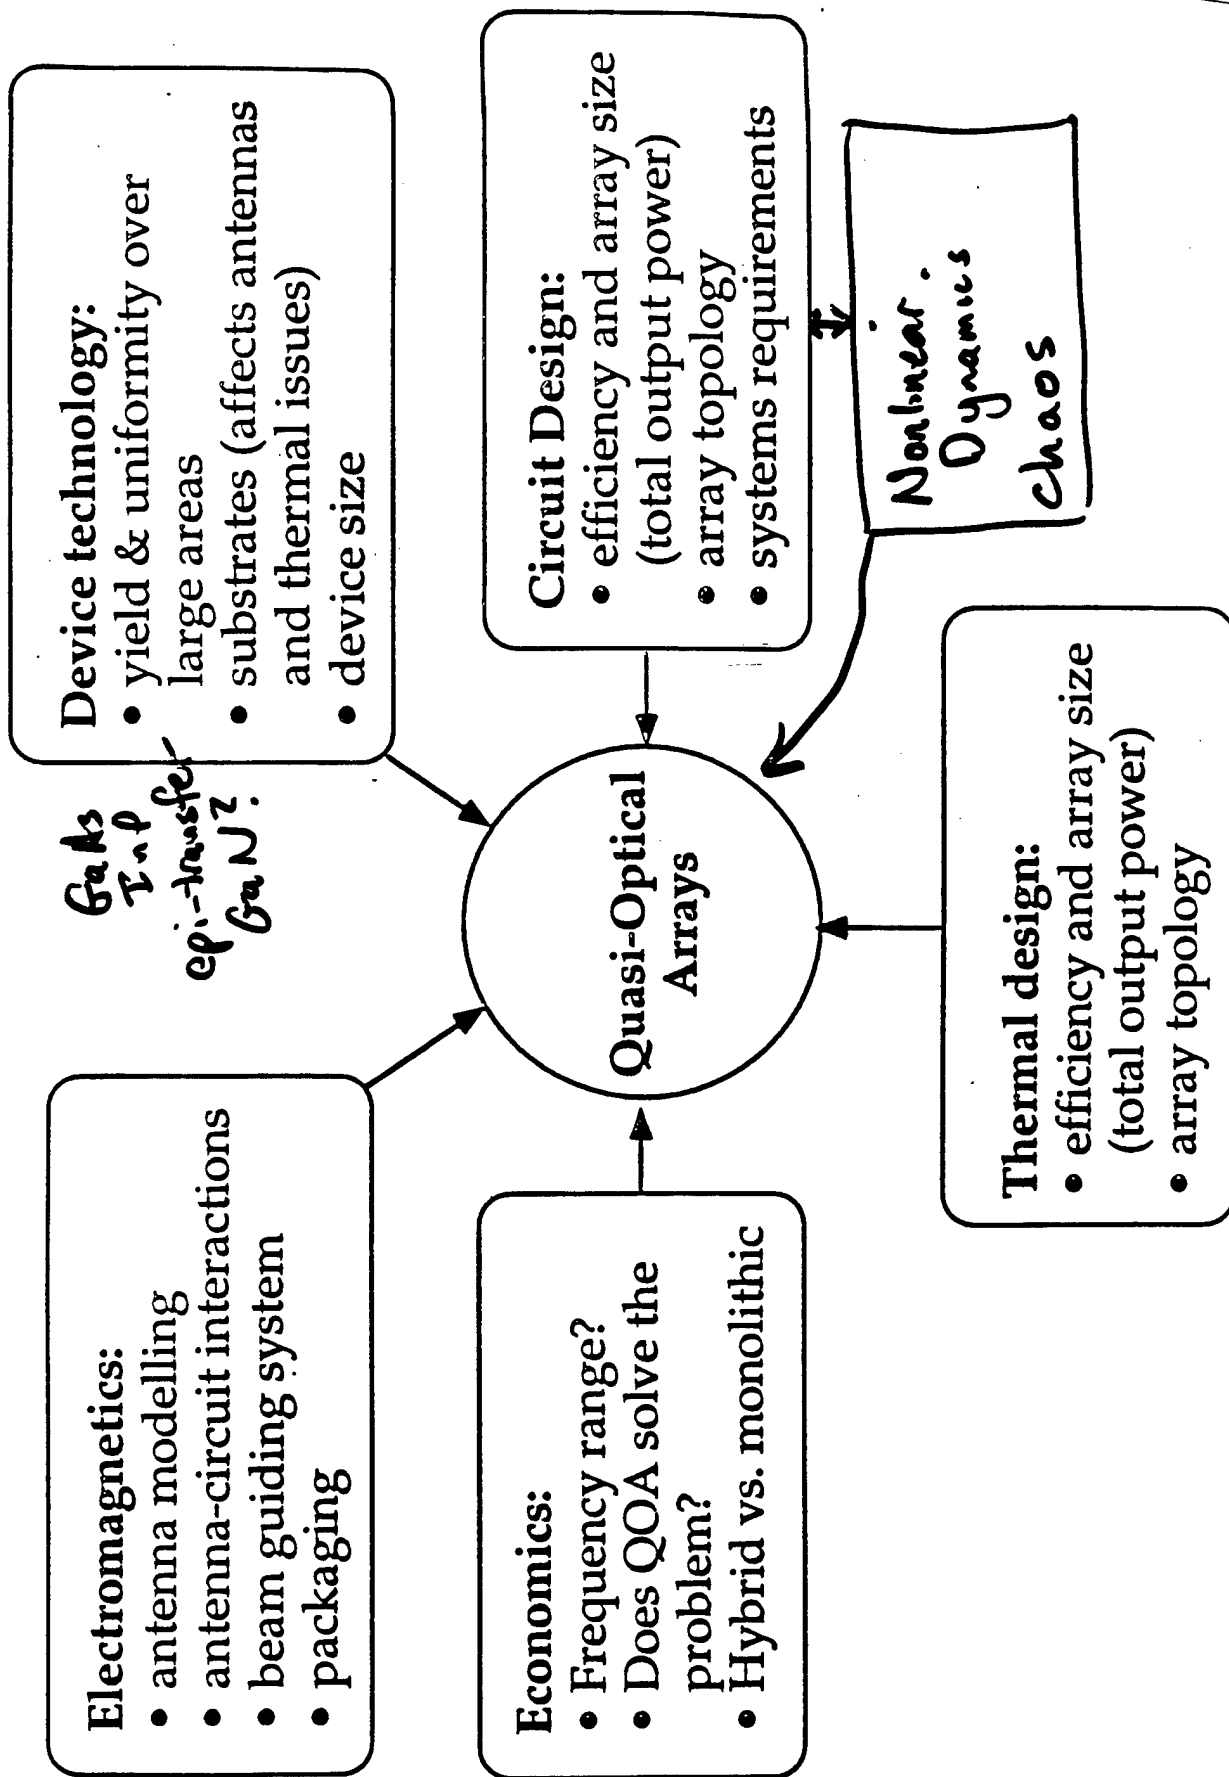 Electromagnetics:
• antenna modelling
• antenna-circuit interactions
• beam guiding system
• packaging
GaAs
InP
epi-transfer
GaN?
Device technology:
• yield & uniformity over
large areas
• substrates (affects antennas
and thermal issues)
• device size
Economics:
• Frequency range?
• Does QOA solve the
problem?
• Hybrid vs. monolithic
Quasi-Optical
Arrays
Circuit Design:
• efficiency and array size
(total output power)
• array topology
• systems requirements
Thermal design:
• efficiency and array size
(total output power)
• array topology
Nonlinear
Dynamics
chaos